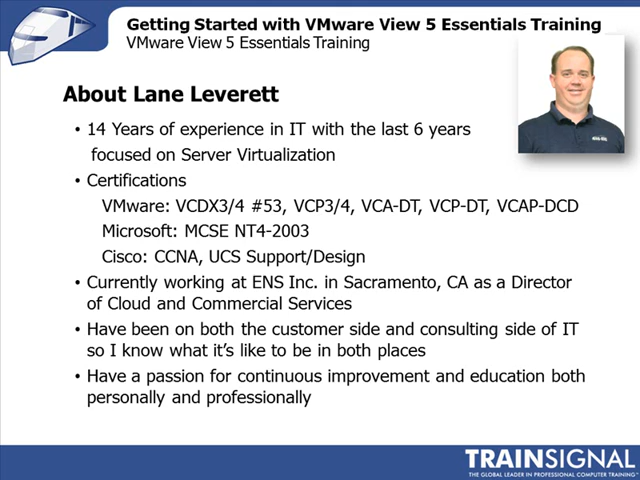 Getting Started with VMware View 5 Essentials Training
VMware View 5 Essentials Training
About Lane Leverett
• 14 Years of experience in IT with the last 6 years
focused on Server Virtualization
• Certifications
VMware: VCDX3/4 #53, VCP3/4, VCA-DT, VCP-DT, VCAP-DCD
Microsoft: MCSE NT4-2003
Cisco: CCNA, UCS Support/Design
• Currently working at ENS Inc. in Sacramento, CA as a Director
of Cloud and Commercial Services
• Have been on both the customer side and consulting side of IT
so I know what it’s like to be in both places
• Have a passion for continuous improvement and education both
personally and professionally
TRAINSIGNAL
THE GLOBAL LEADER IN PROFESSIONAL COMPUTER TRAINING